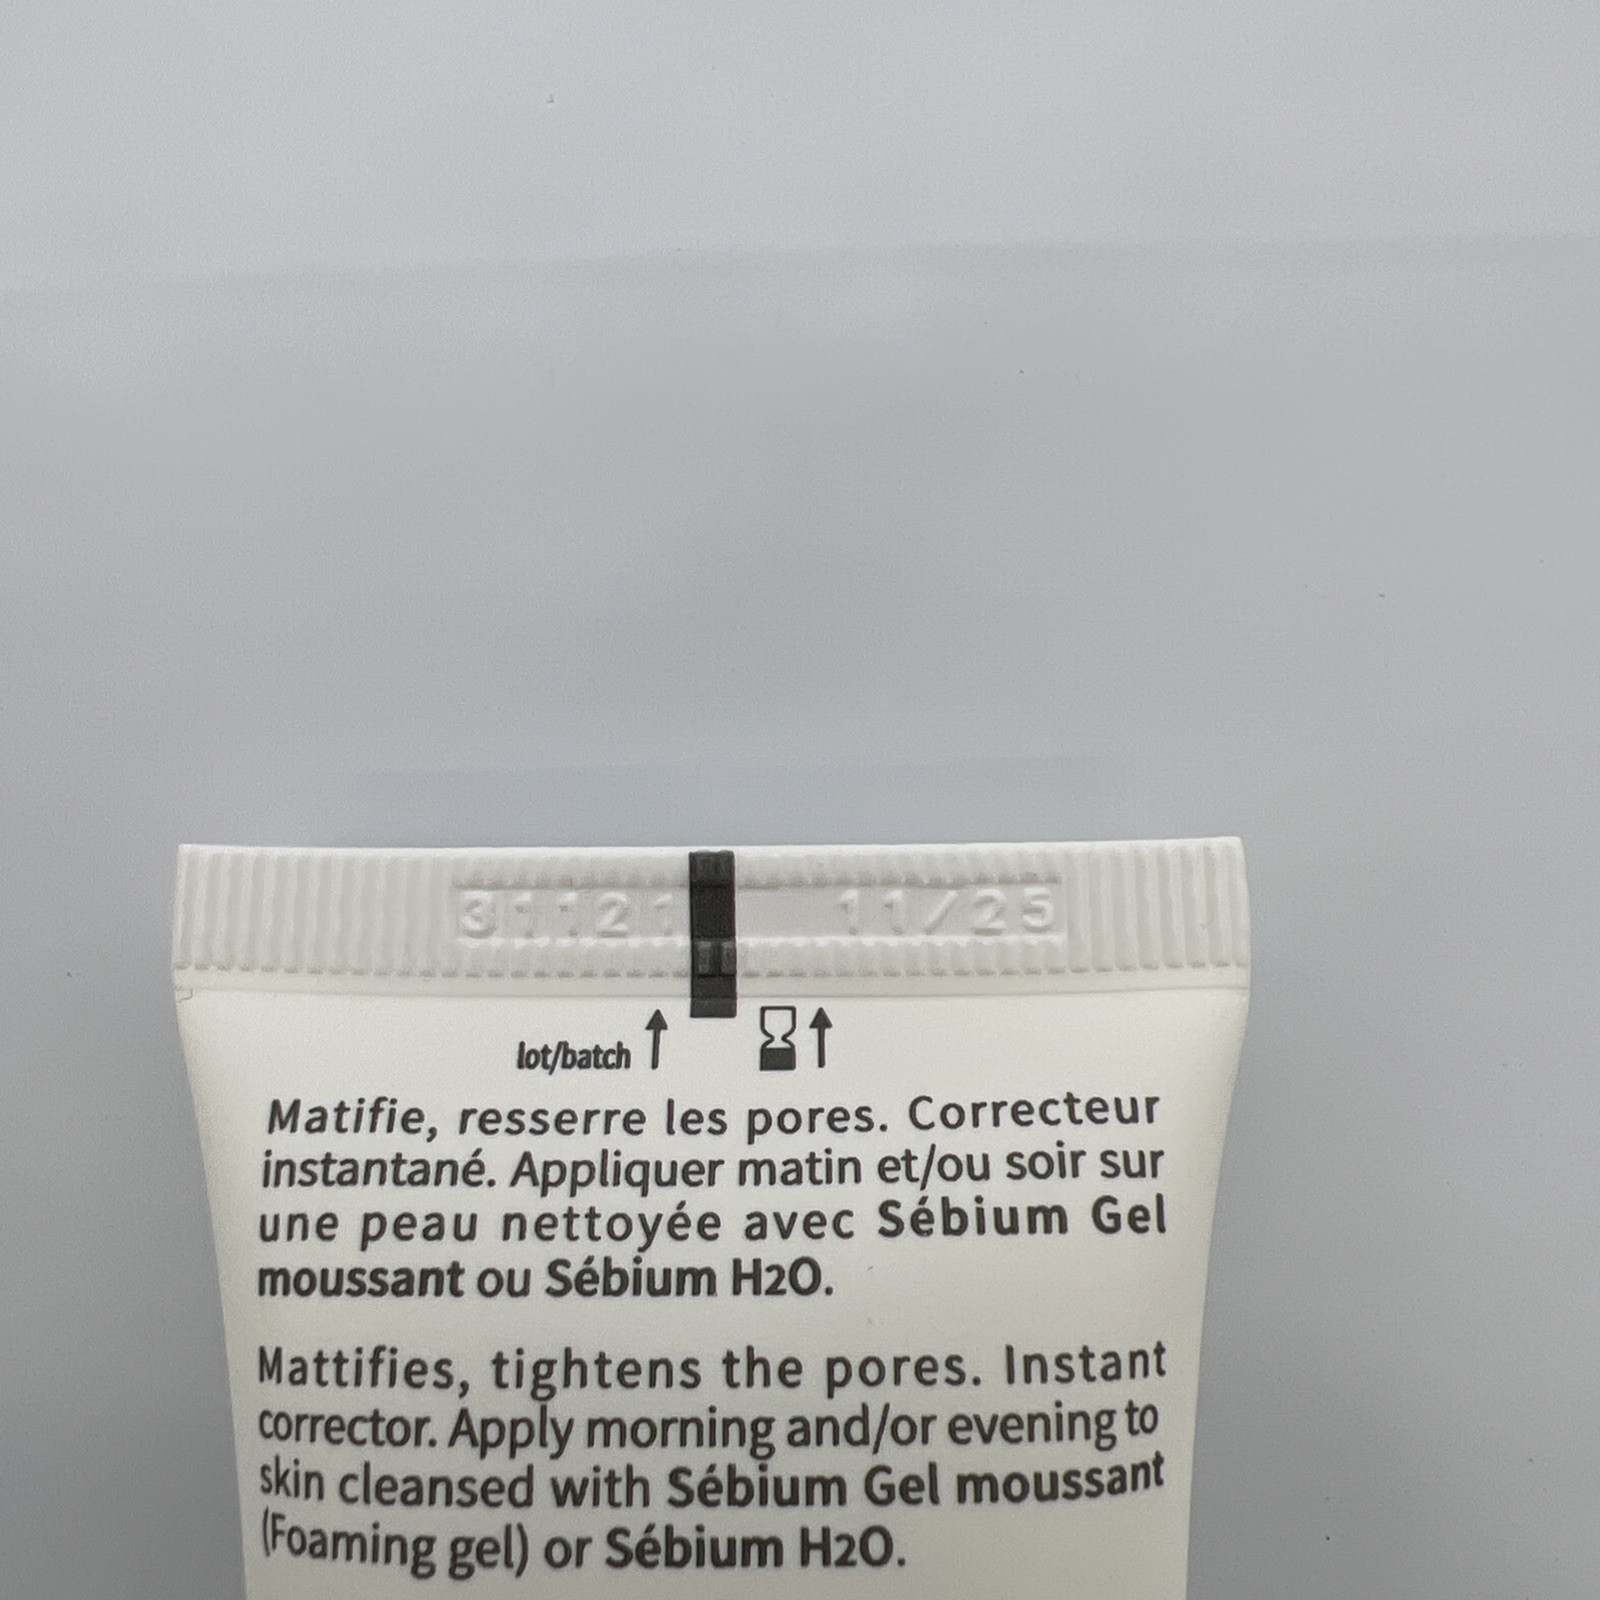 31121 11/25
lot/batch
Matifie, resserre les pores. Correcteur
instantané. Appliquer matin et/ou soir sur
une peau nettoyée avec Sébium Gel
moussant ou Sébium H2O.
Mattifies, tightens the pores. Instant
corrector. Apply morning and/or evening to
skin cleansed with Sébium Gel moussant
(Foaming gel) or Sébium H2O.